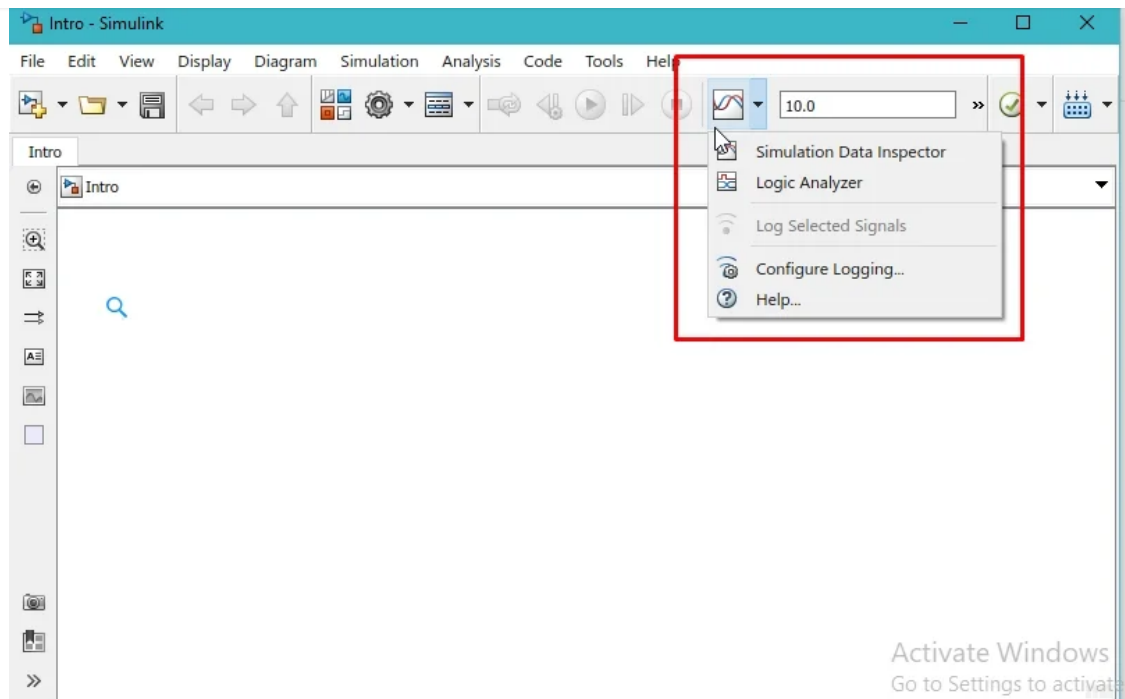 Intro - Simulink
File Edit View Display Diagram Simulation Analysis Code Tools Help
10.0
Intro
Intro
Simulation Data Inspector
Logic Analyzer
Log Selected Signals
Configure Logging...
Help...
Activate Windows
Go to Settings to activate